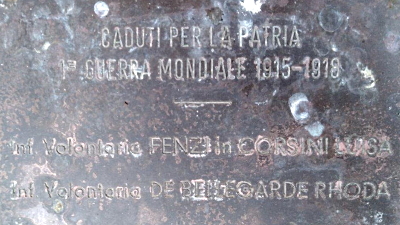 CADUTI PER LA PATRIA
1ª GUERRA MONDIALE 1915-1918
Inf. Volontaria FENZI in CORSINI LUISA
Inf. Volontaria DE BELLEGARDE RHODA